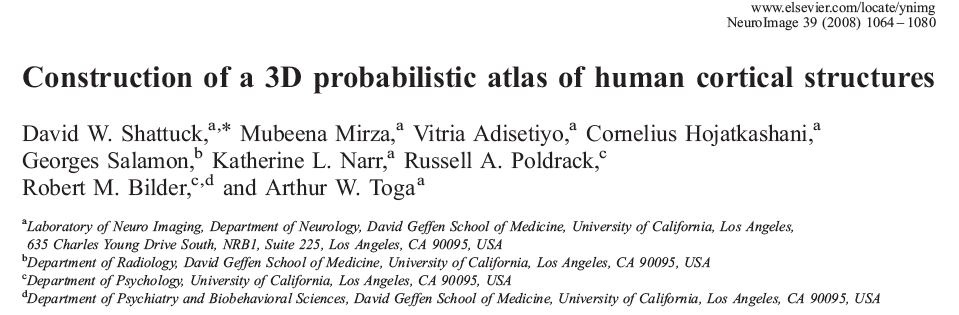 www.elsevier.com/locate/ynimg
NeuroImage 39 (2008) 1064 – 1080
Construction of a 3D probabilistic atlas of human cortical structures
David W. Shattuck,a,* Mubeena Mirza,a Vitria Adisetiyo,a Cornelius Hojatkashani,a
Georges Salamon,b Katherine L. Narr,a Russell A. Poldrack,c
Robert M. Bilder,c,d and Arthur W. Toga a
aLaboratory of Neuro Imaging, Department of Neurology, David Geffen School of Medicine, University of California, Los Angeles,
635 Charles Young Drive South, NRB1, Suite 225, Los Angeles, CA 90095, USA
bDepartment of Radiology, David Geffen School of Medicine, University of California, Los Angeles, CA 90095, USA
cDepartment of Psychology, University of California, Los Angeles, CA 90095, USA
dDepartment of Psychiatry and Biobehavioral Sciences, David Geffen School of Medicine, University of California, Los Angeles, CA 90095, USA